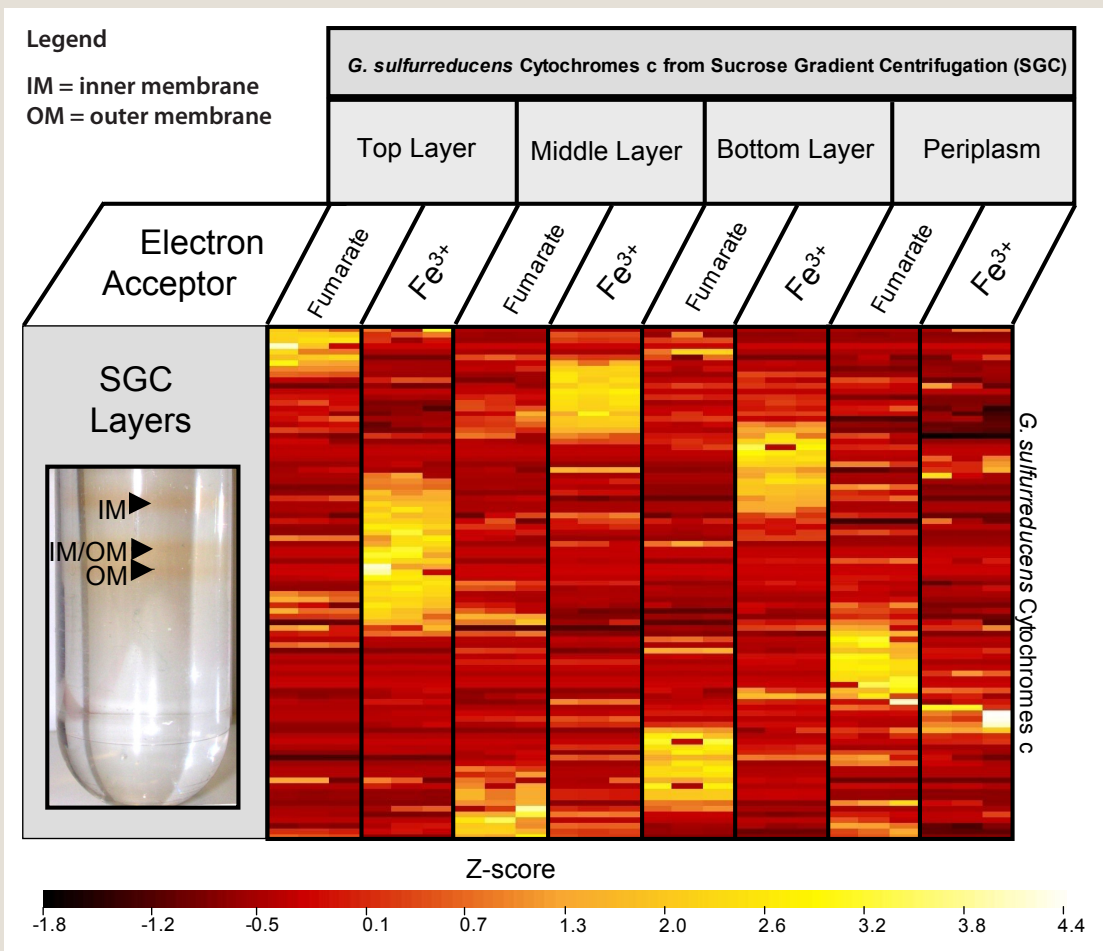 Legend
IM = inner membrane
OM = outer membrane
G. sulfurreducens Cytochromes c from Sucrose Gradient Centrifugation (SGC)
Top Layer
Middle Layer
Bottom Layer
Periplasm
Electron
Acceptor
Fumarate
Fe3+
Fumarate
Fe3+
Fumarate
Fe3+
Fumarate
Fe3+
SGC
Layers
IM
IM/OM
OM
G. sulfurreducens Cytochromes c
Z-score
-1.8 -1.2 -0.5 0.1 0.7 1.3 2.0 2.6 3.2 3.8 4.4